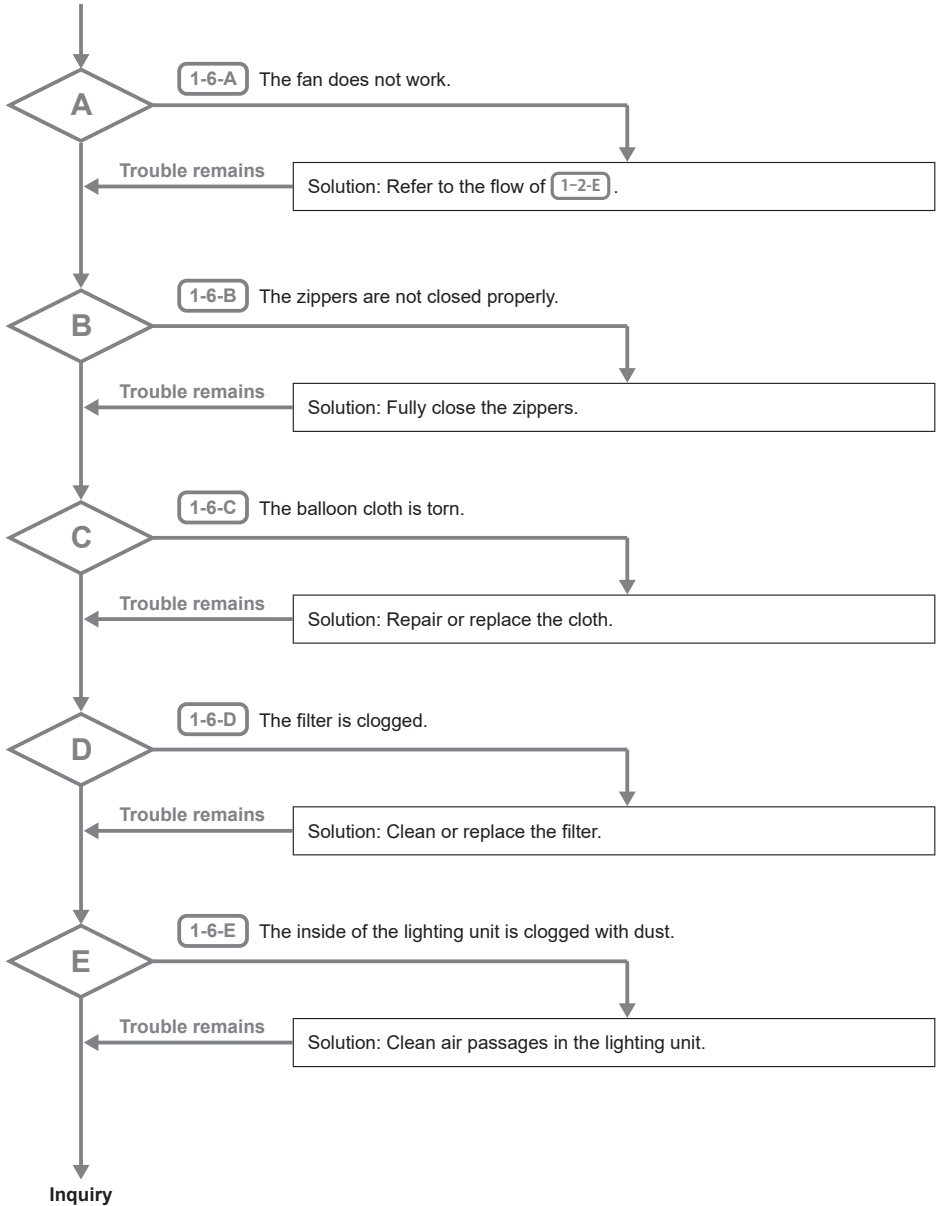 A
1-6-A The fan does not work.
Trouble remains
Solution: Refer to the flow of 1-2-E .
B
1-6-B The zippers are not closed properly.
Trouble remains
Solution: Fully close the zippers.
C
1-6-C The balloon cloth is torn.
Trouble remains
Solution: Repair or replace the cloth.
D
1-6-D The filter is clogged.
Trouble remains
Solution: Clean or replace the filter.
E
1-6-E The inside of the lighting unit is clogged with dust.
Trouble remains
Solution: Clean air passages in the lighting unit.
Inquiry